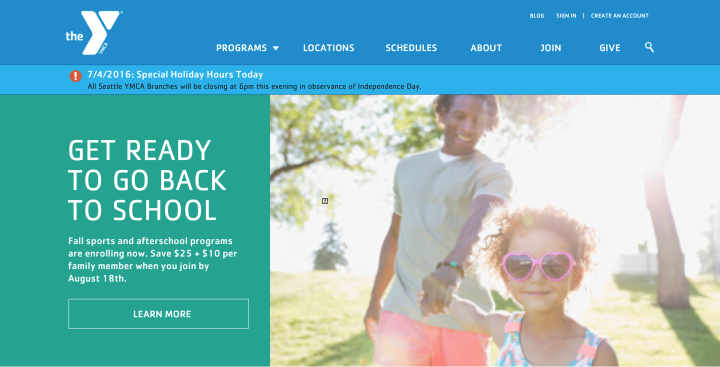 BLOG SIGN IN | CREATE AN ACCOUNT
the Y
YMCA
PROGRAMS LOCATIONS SCHEDULES ABOUT JOIN GIVE
7/4/2016: Special Holiday Hours Today
All Seattle YMCA Branches will be closing at 6pm this evening in observance of Independence Day.
GET READY
TO GO BACK
TO SCHOOL
Fall sports and afterschool programs
are enrolling now. Save $25 + $10 per
family member when you join by
August 18th.
LEARN MORE